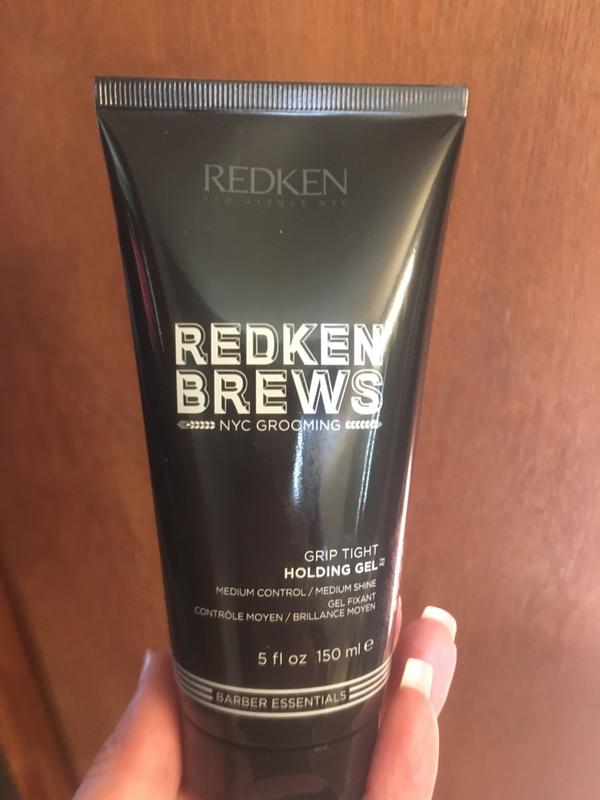 REDKEN
5TH AVENUE NYC
REDKEN
BREWS
NYC GROOMING
GRIP TIGHT
HOLDING GEL
MEDIUM CONTROL / MEDIUM SHINE
GEL FIXANT
CONTRÔLE MOYEN / BRILLANCE MOYEN
5 fl oz 150 ml e
BARBER ESSENTIALS